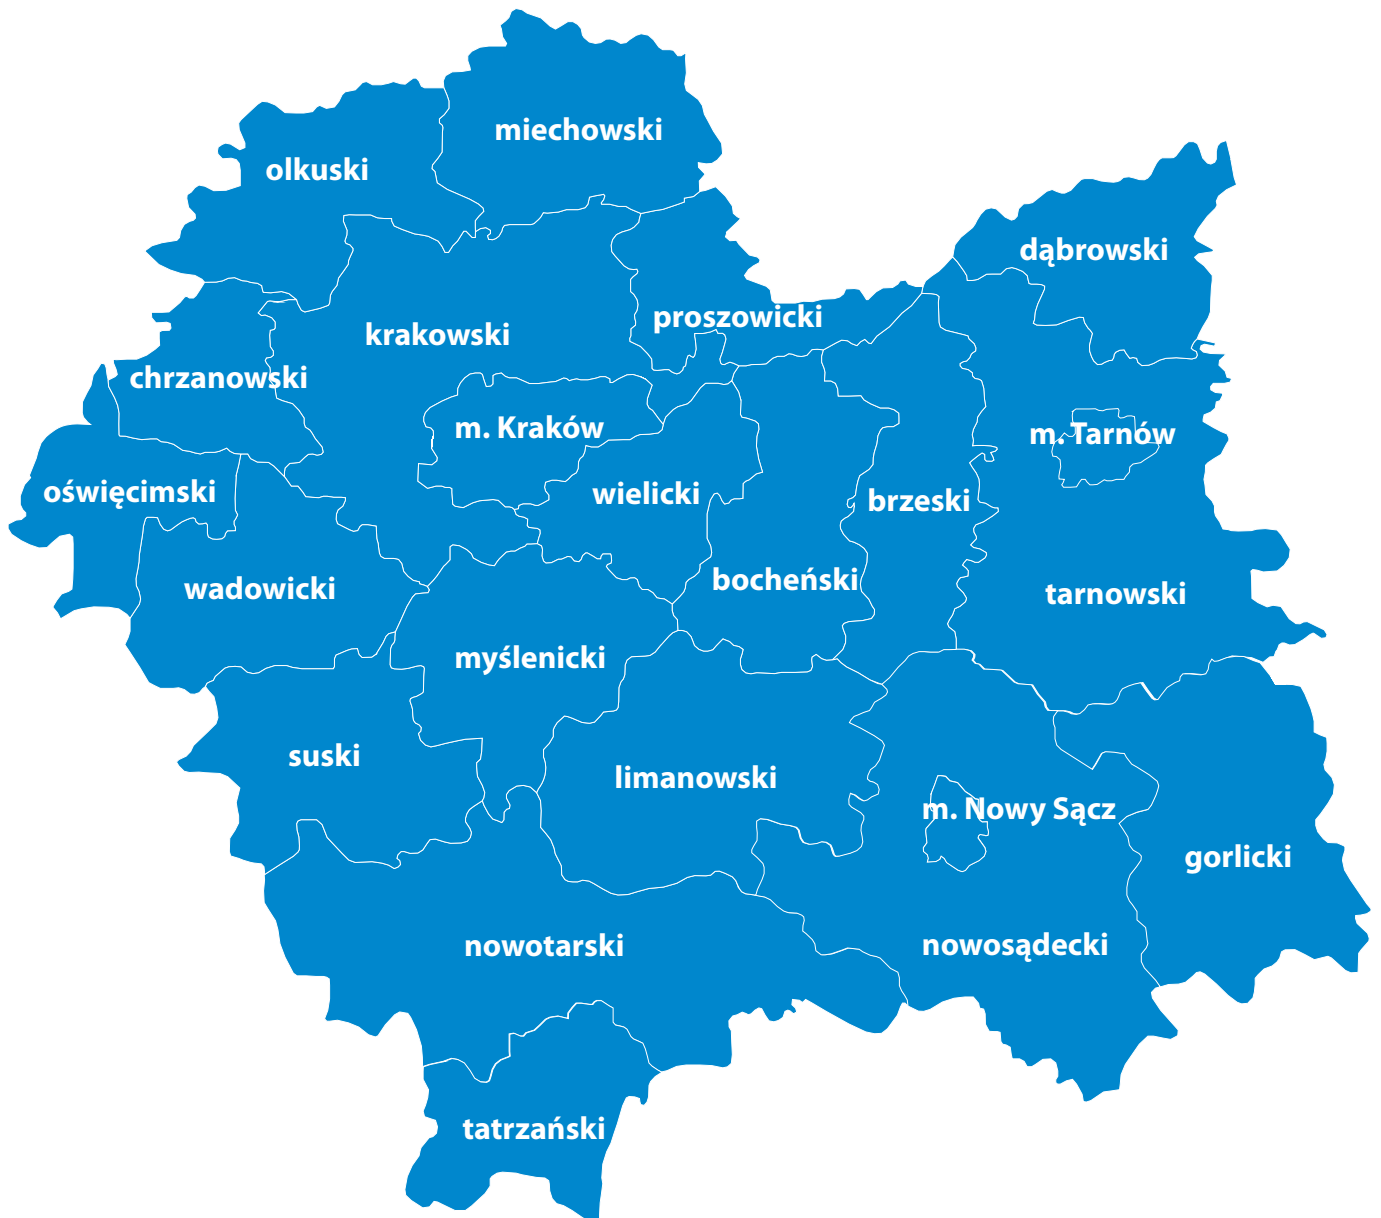 miechowski
olkuski
dąbrowski
proszowicki
krakowski
chrzanowski
m. Kraków
m. Tarnów
oświęcimski
wielicki
brzeski
bocheński
wadowicki
tarnowski
myślenicki
suski
limanowski
m. Nowy Sącz
gorlicki
nowotarski
nowosądecki
tatrzański